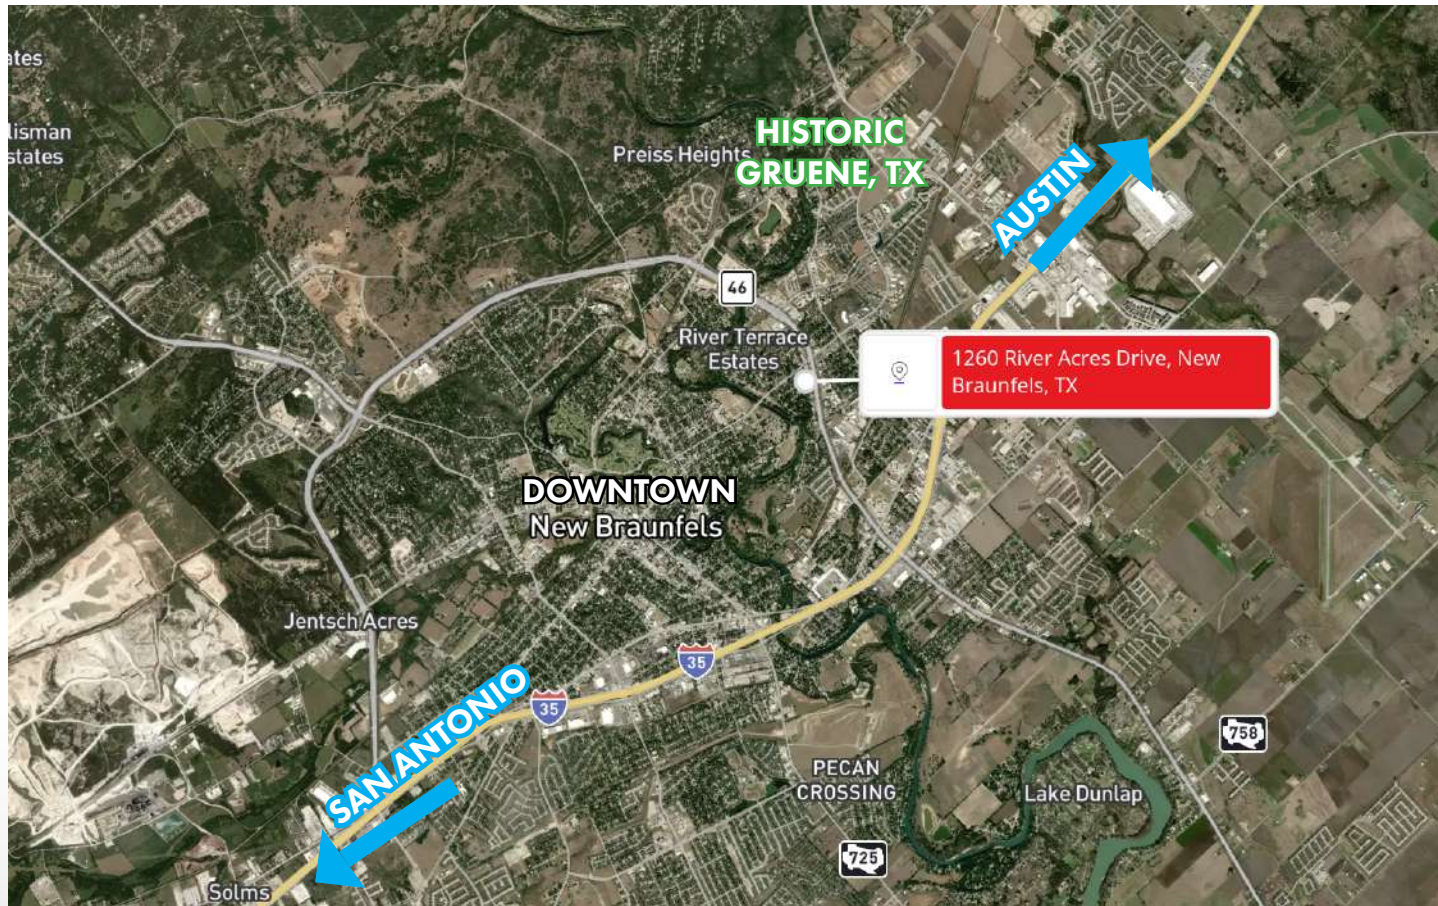 ates
lisman
states
Preiss Heights
HISTORIC
GRUENE, TX
AUSTIN
46
River Terrace
Estates
1260 River Acres Drive, New
Braunfels, TX
DOWNTOWN
New Braunfels
Jentsch Acres
35
35
SAN ANTONIO
758
PECAN
CROSSING
Lake Dunlap
725
Solms